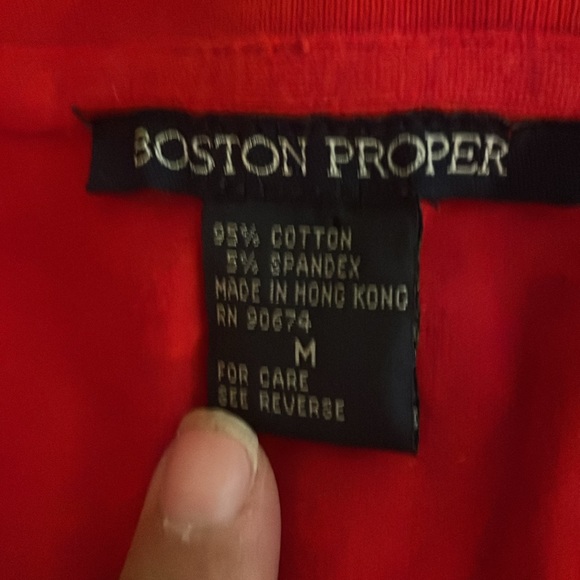 BOSTON PROPER
95% COTTON
5% SPANDEX
MADE IN HONG KONG
RN 90674
M
FOR CARE
SEE REVERSE